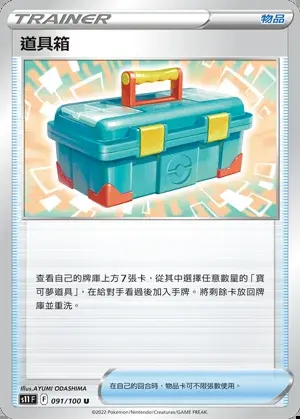 TRAINER 物品
道具箱
查看自己的牌庫上方7張卡，從其中選擇任意數量的「寶
可夢道具」，在給對手看過後加入手牌。將剩餘卡放回牌
庫並重洗。
Illus.AYUMI ODASHIMA
s11 F F 091/100 U
在自己的回合時，物品卡可不限張數使用。
©2022 Pokémon/Nintendo/Creatures/GAME FREAK.